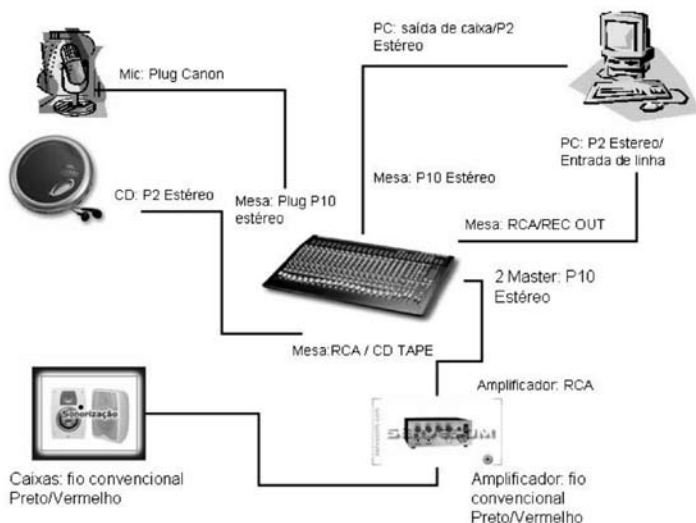 PC: saída de caixa/P2
Estéreo
Mic: Plug Canon
PC: P2 Estereo/
Entrada de linha
CD: P2 Estéreo
Mesa: Plug P10
estéreo
Mesa: P10 Estéreo
Mesa: RCA/REC OUT
2 Master: P10
Estéreo
Mesa:RCA / CD TAPE
Amplificador: RCA
Sonorização
Caixas: fio convencional
Preto/Vermelho
Amplificador: fio
convencional
Preto/Vermelho